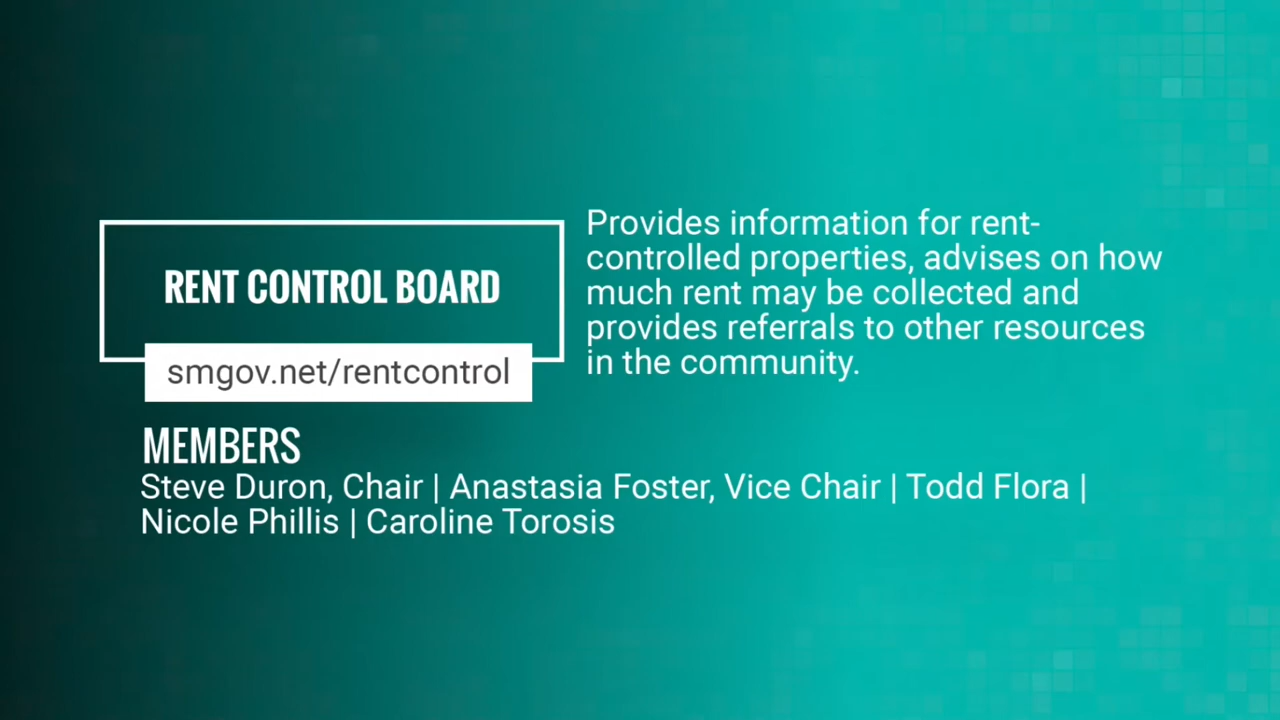 RENT CONTROL BOARD
smgov.net/rentcontrol
Provides information for rent-
controlled properties, advises on how
much rent may be collected and
provides referrals to other resources
in the community.
MEMBERS
Steve Duron, Chair | Anastasia Foster, Vice Chair | Todd Flora |
Nicole Phillis | Caroline Torosis